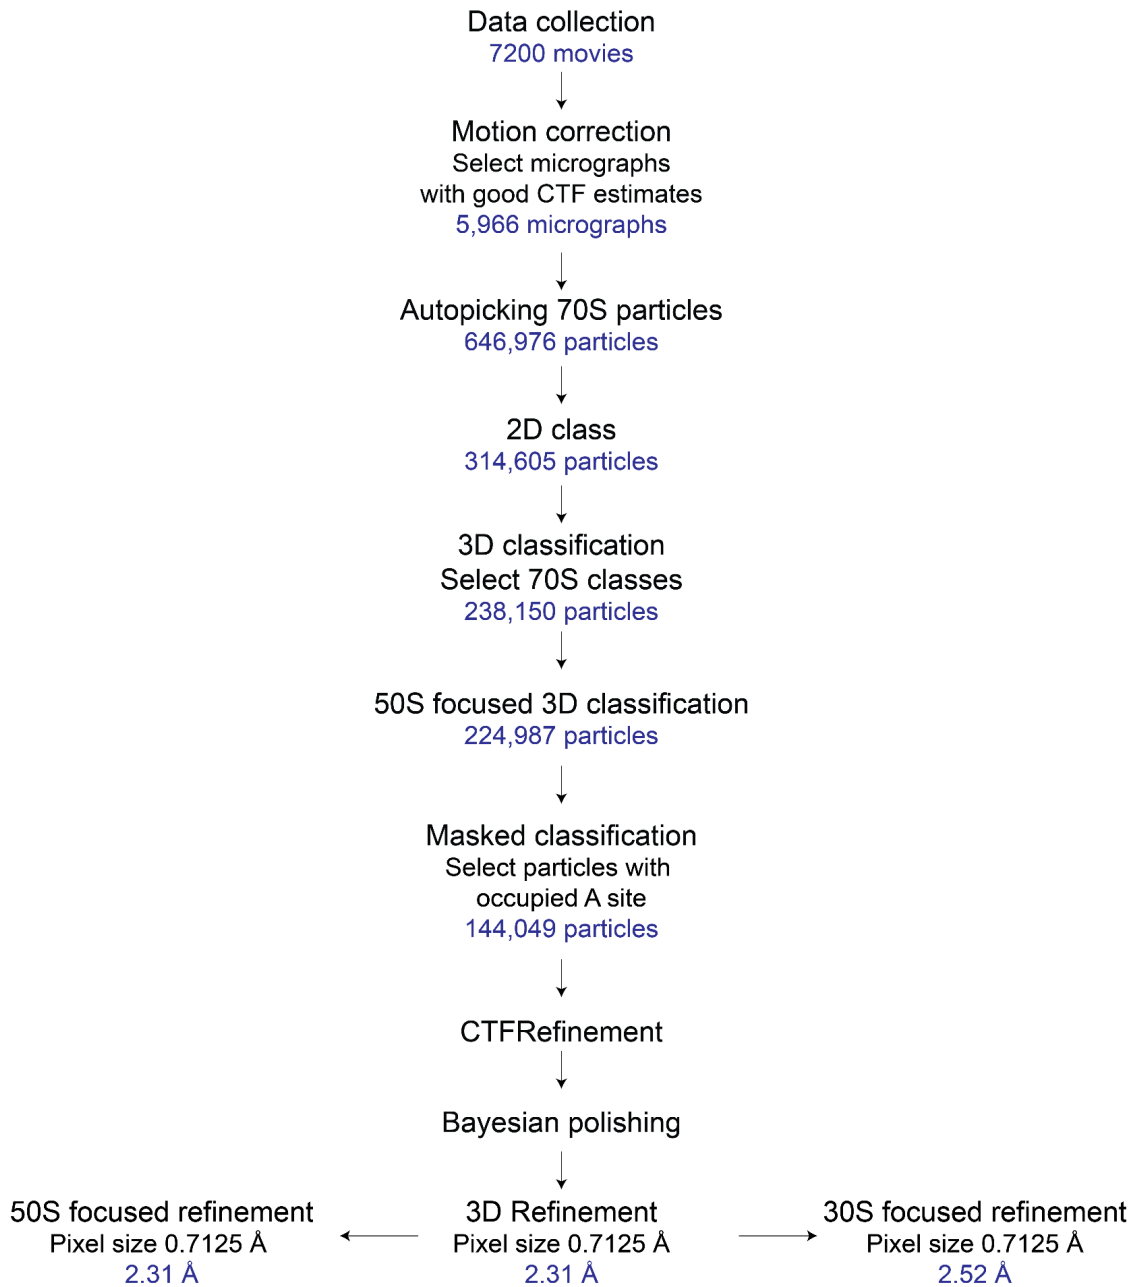 Data collection
7200 movies
Motion correction
Select micrographs
with good CTF estimates
5,966 micrographs
Autopicking 70S particles
646,976 particles
2D class
314,605 particles
3D classification
Select 70S classes
238,150 particles
50S focused 3D classification
224,987 particles
Masked classification
Select particles with
occupied A site
144,049 particles
CTFRefinement
Bayesian polishing
50S focused refinement
Pixel size 0.7125 Å
2.31 Å
3D Refinement
Pixel size 0.7125 Å
2.31 Å
30S focused refinement
Pixel size 0.7125 Å
2.52 Å